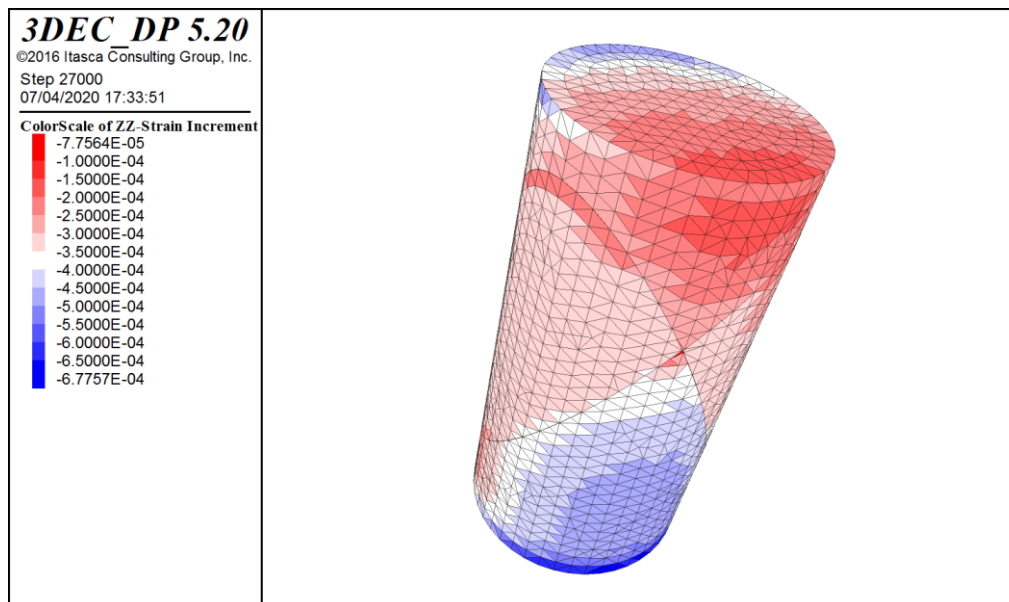 3DEC_DP 5.20
©2016 Itasca Consulting Group, Inc.
Step 27000
07/04/2020 17:33:51
ColorScale of ZZ-Strain Increment
-7.7564E-05
-1.0000E-04
-1.5000E-04
-2.0000E-04
-2.5000E-04
-3.0000E-04
-3.5000E-04
-4.0000E-04
-4.5000E-04
-5.0000E-04
-5.5000E-04
-6.0000E-04
-6.5000E-04
-6.7757E-04